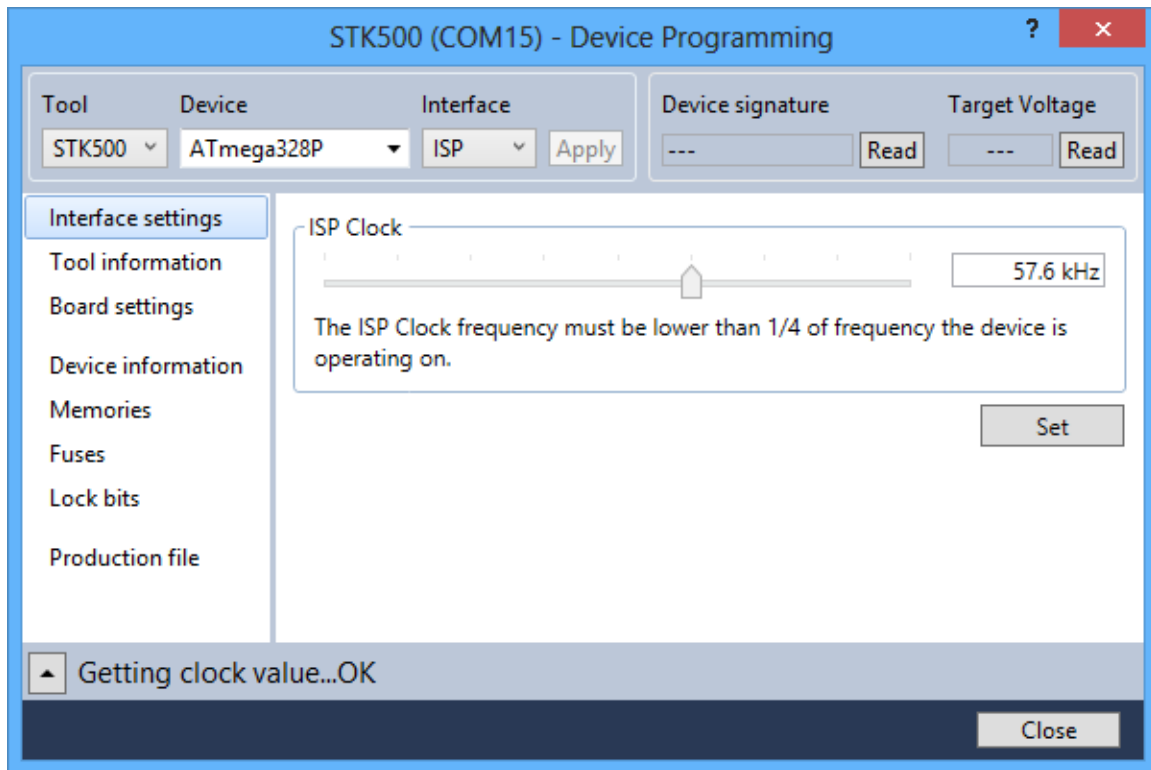 STK500 (COM15) - Device Programming
?
×
Tool Device Interface
STK500 ATmega328P ISP Apply
Device signature Target Voltage
--- Read --- Read
Interface settings
Tool information
Board settings
Device information
Memories
Fuses
Lock bits
Production file
ISP Clock
57.6 kHz
The ISP Clock frequency must be lower than 1/4 of frequency the device is
operating on.
Set
Getting clock value...OK
Close